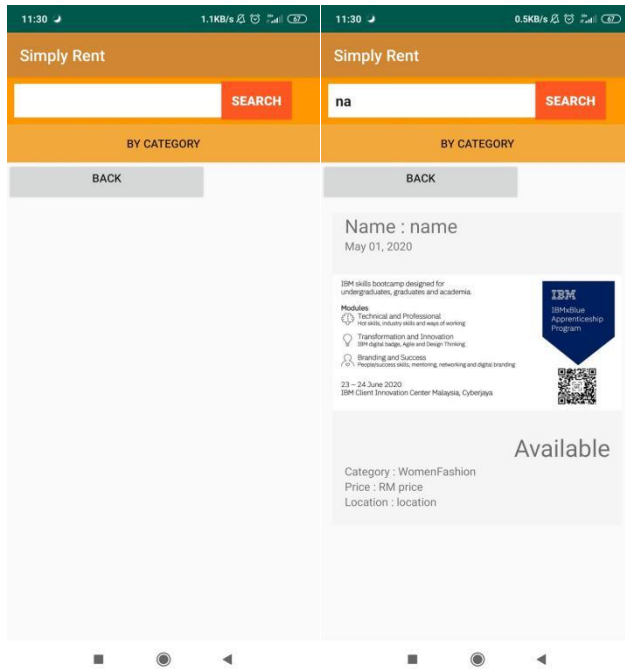 11:30 1.1KB/s 67
Simply Rent
SEARCH
BY CATEGORY
BACK
11:30 0.5KB/s 67
Simply Rent
na SEARCH
BY CATEGORY
BACK
Name : name
May 01, 2020
IBM skills bootcamp designed for
undergraduates, graduates and academia.
Modules
Technical and Professional
Hot skills, industry skills and ways of working
Transformation and Innovation
IBM digital badge, Agile and Design Thinking
Branding and Success
People/success skills, mentoring, networking and digital branding
23 – 24 June 2020
IBM Client Innovation Center Malaysia, Cyberjaya
IBM
IBMxBlue
Apprenticeship
Program
Available
Category : WomenFashion
Price : RM price
Location : location